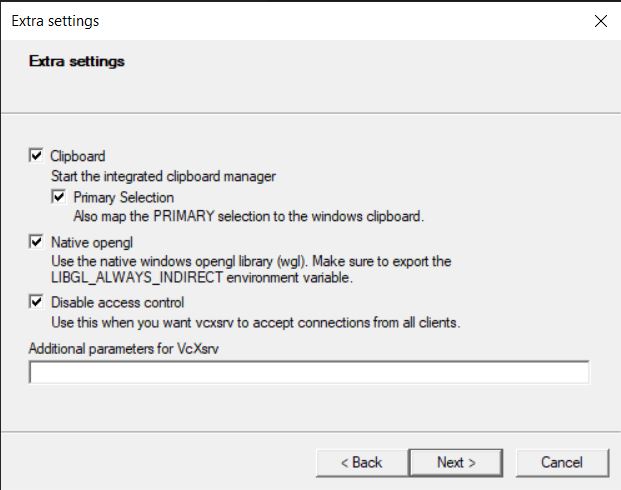 Extra settings
Extra settings
Clipboard
Start the integrated clipboard manager
Primary Selection
Also map the PRIMARY selection to the windows clipboard.
Native opengl
Use the native windows opengl library (wgl). Make sure to export the
LIBGL_ALWAYS_INDIRECT environment variable.
Disable access control
Use this when you want vcxsrv to accept connections from all clients.
Additional parameters for VcXsrv
< Back Next > Cancel